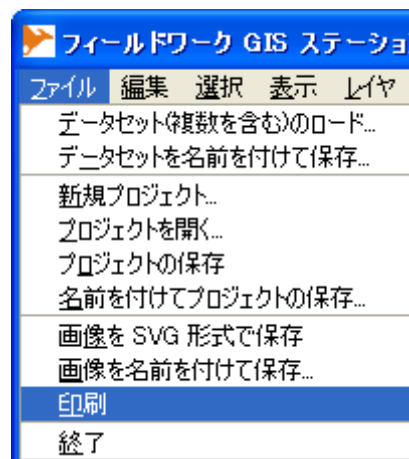 フィールドワーク GIS ステーショ
ファイル 編集 選択 表示 レイヤ
データセット(複数を含む)のロード...
データセットを名前を付けて保存...
新規プロジェクト...
プロジェクトを開く...
プロジェクトの保存
名前を付けてプロジェクトの保存...
画像を SVG 形式で保存
画像を名前を付けて保存...
印刷
終了